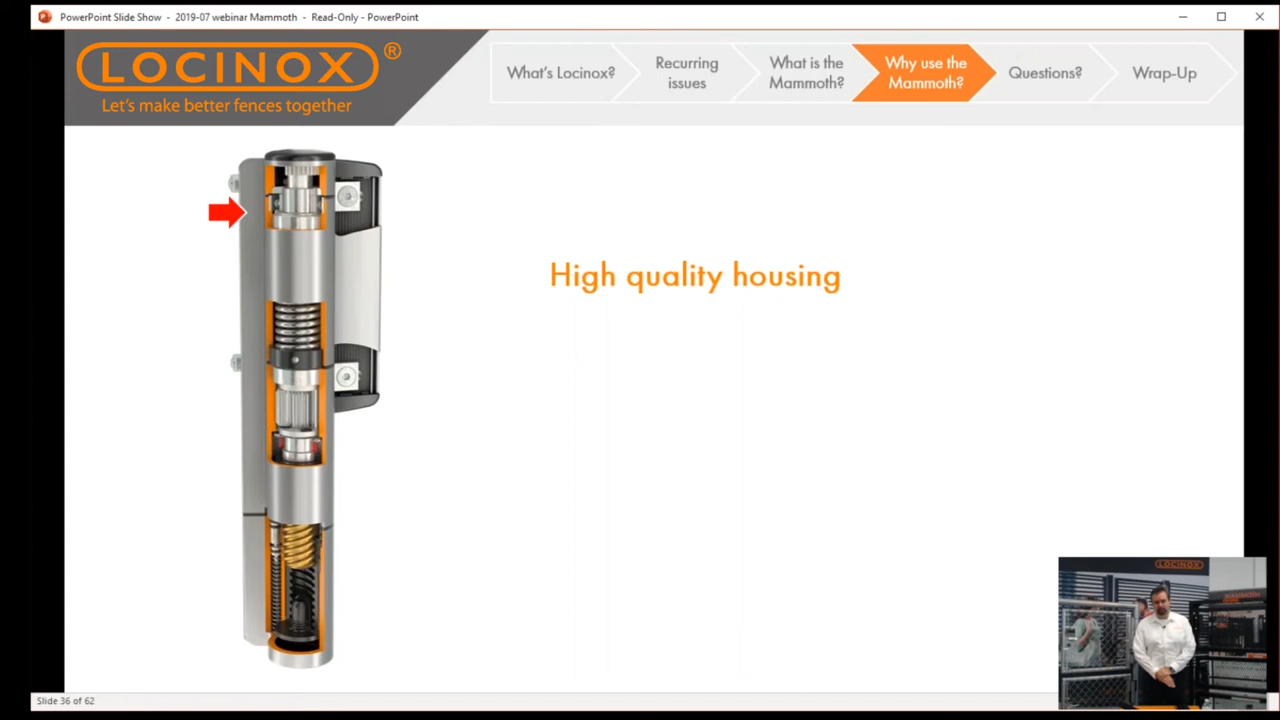 PowerPoint Slide Show - 2019-07 webinar Mammoth - Read-Only - PowerPoint
LOCINOX®
Let's make better fences together
What's Locinox?
Recurring
issues
What is the
Mammoth?
Why use the
Mammoth?
Questions?
Wrap-Up
High quality housing
LOCINOX
MAMMOTH
Slide 36 of 62